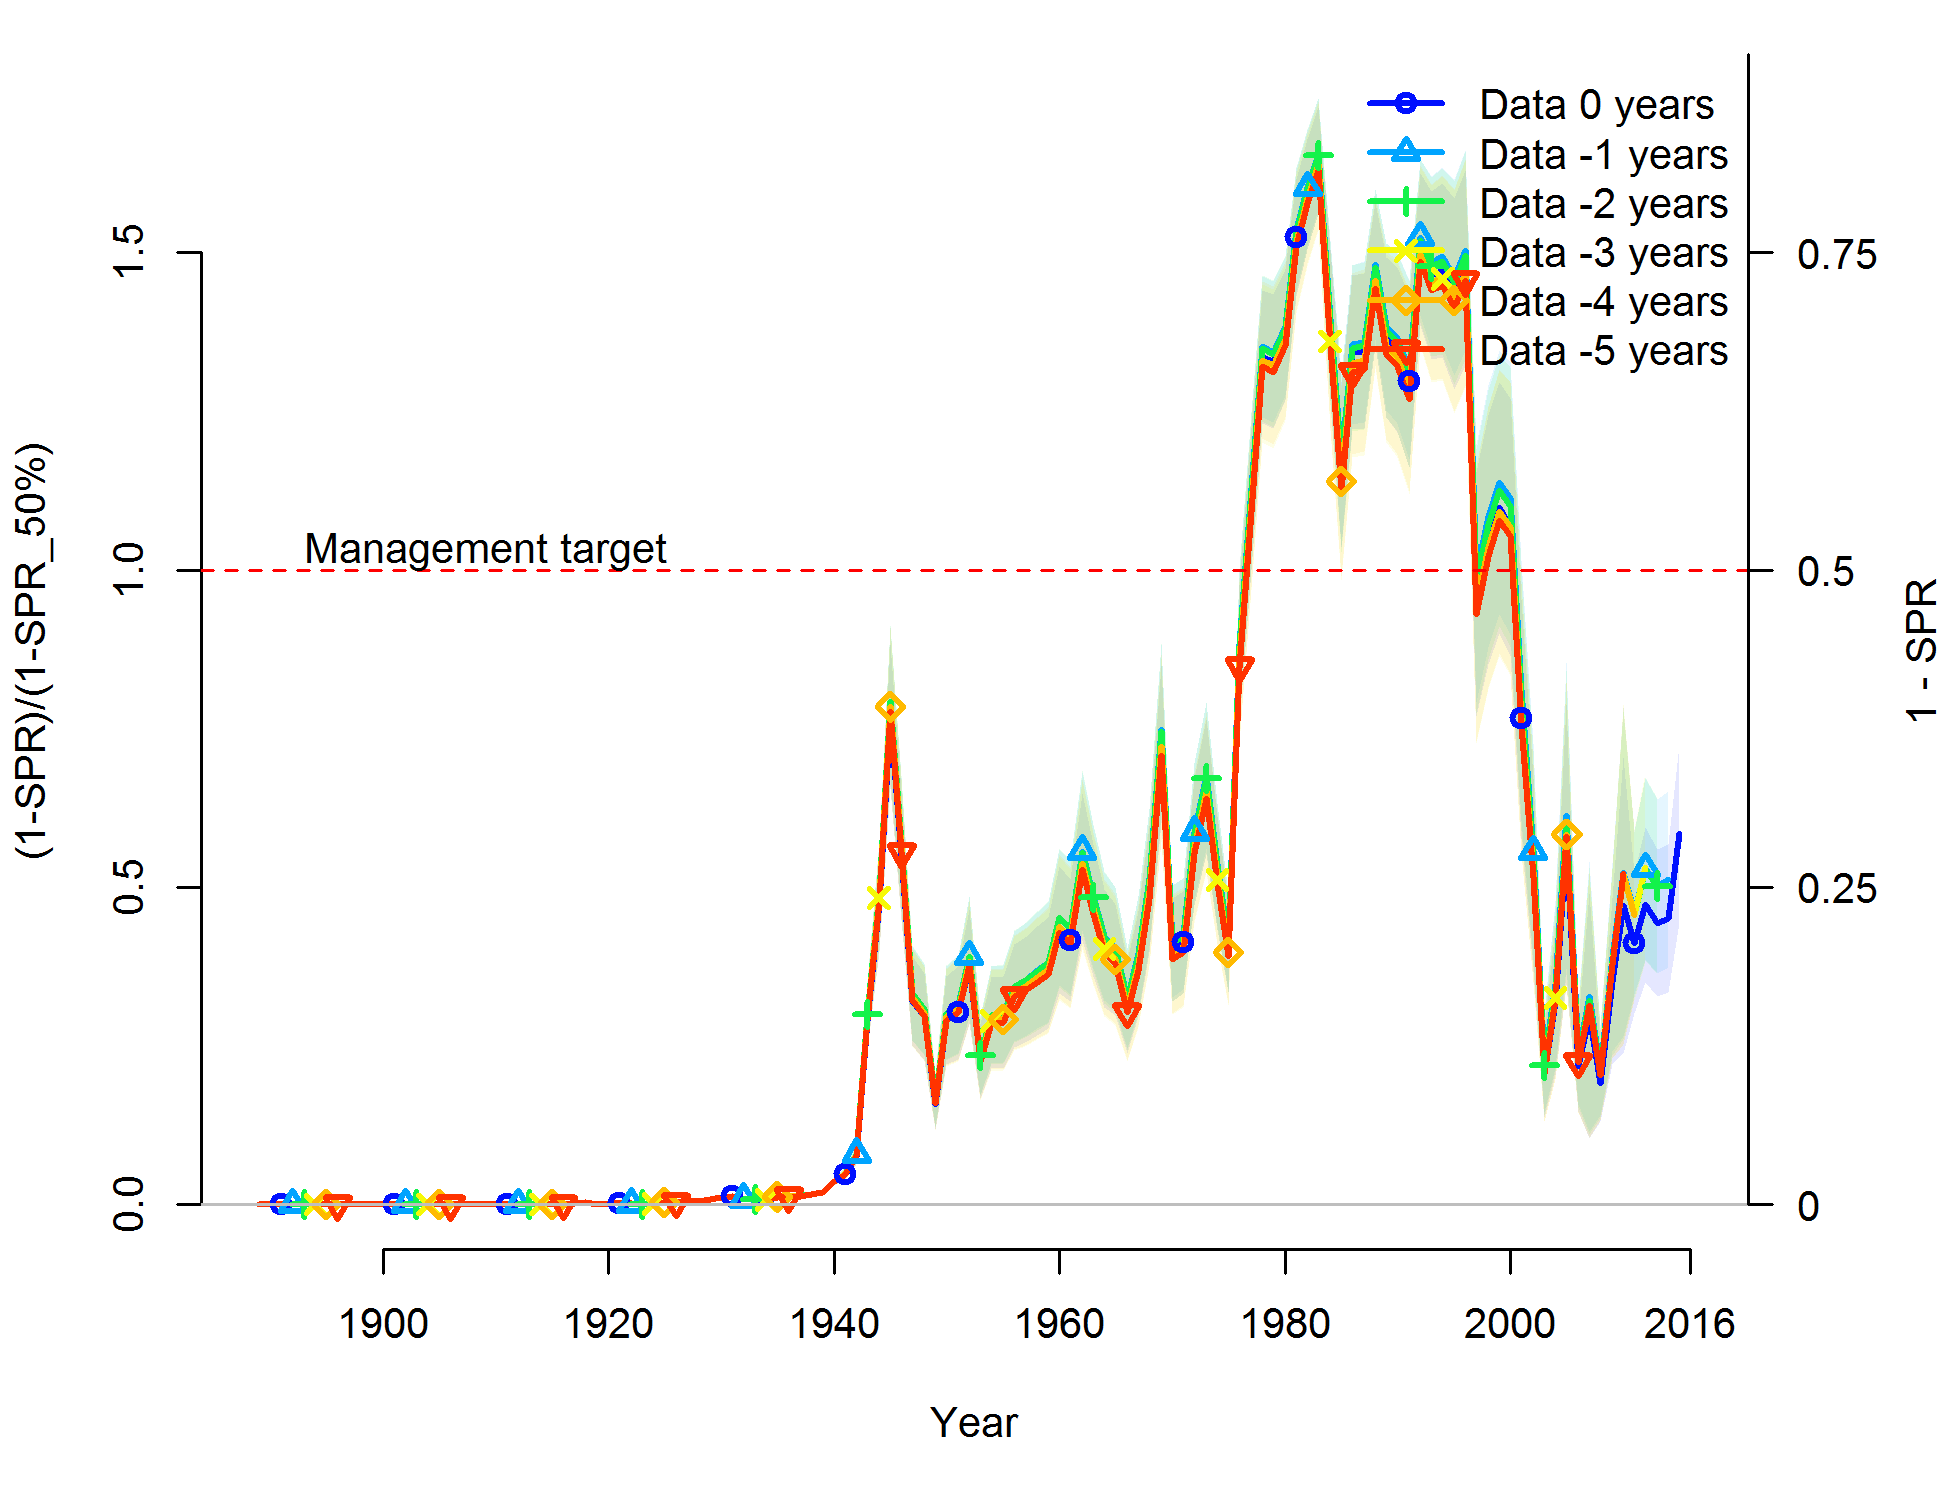 Data 0 years
Data -1 years
Data -2 years
Data -3 years
Data -4 years
Data -5 years
Management target
(1-SPR)/(1-SPR_50%)
0.0
0.5
1.0
1.5
1 - SPR
0
0.25
0.5
0.75
1900
1920
1940
1960
1980
2000
2016
Year